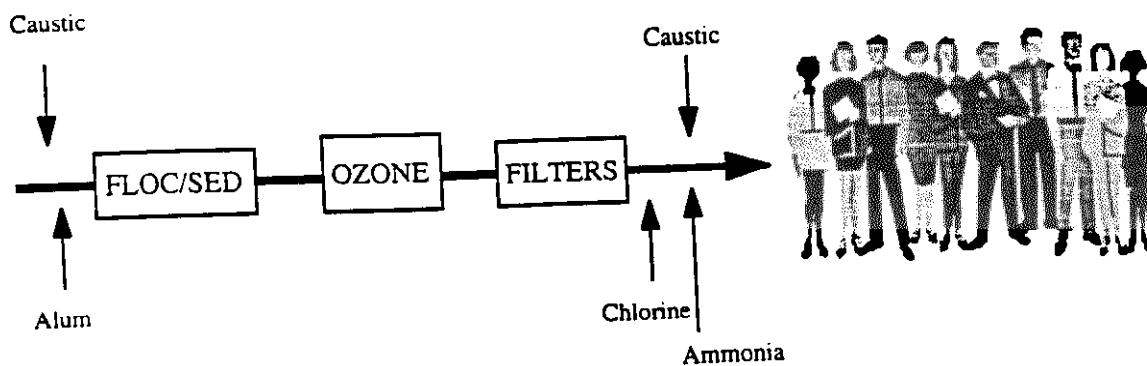 Caustic
Caustic
FLOC/SED
OZONE
FILTERS
Alum
Chlorine
Ammonia